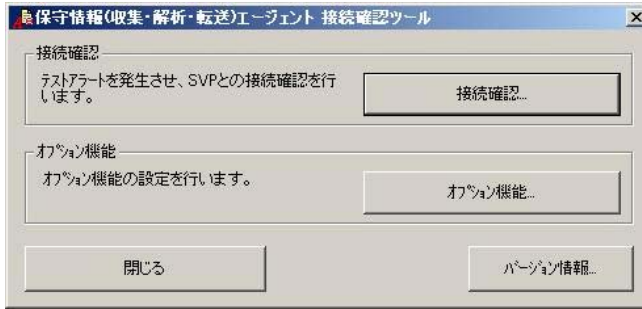 保守情報(収集・解析・転送)エージェント 接続確認ツール
接続確認
テストアラートを発生させ、SVPとの接続確認を行
います。
接続確認...
オプション機能
オプション機能の設定を行います。
オプション機能...
閉じる
バージョン情報...